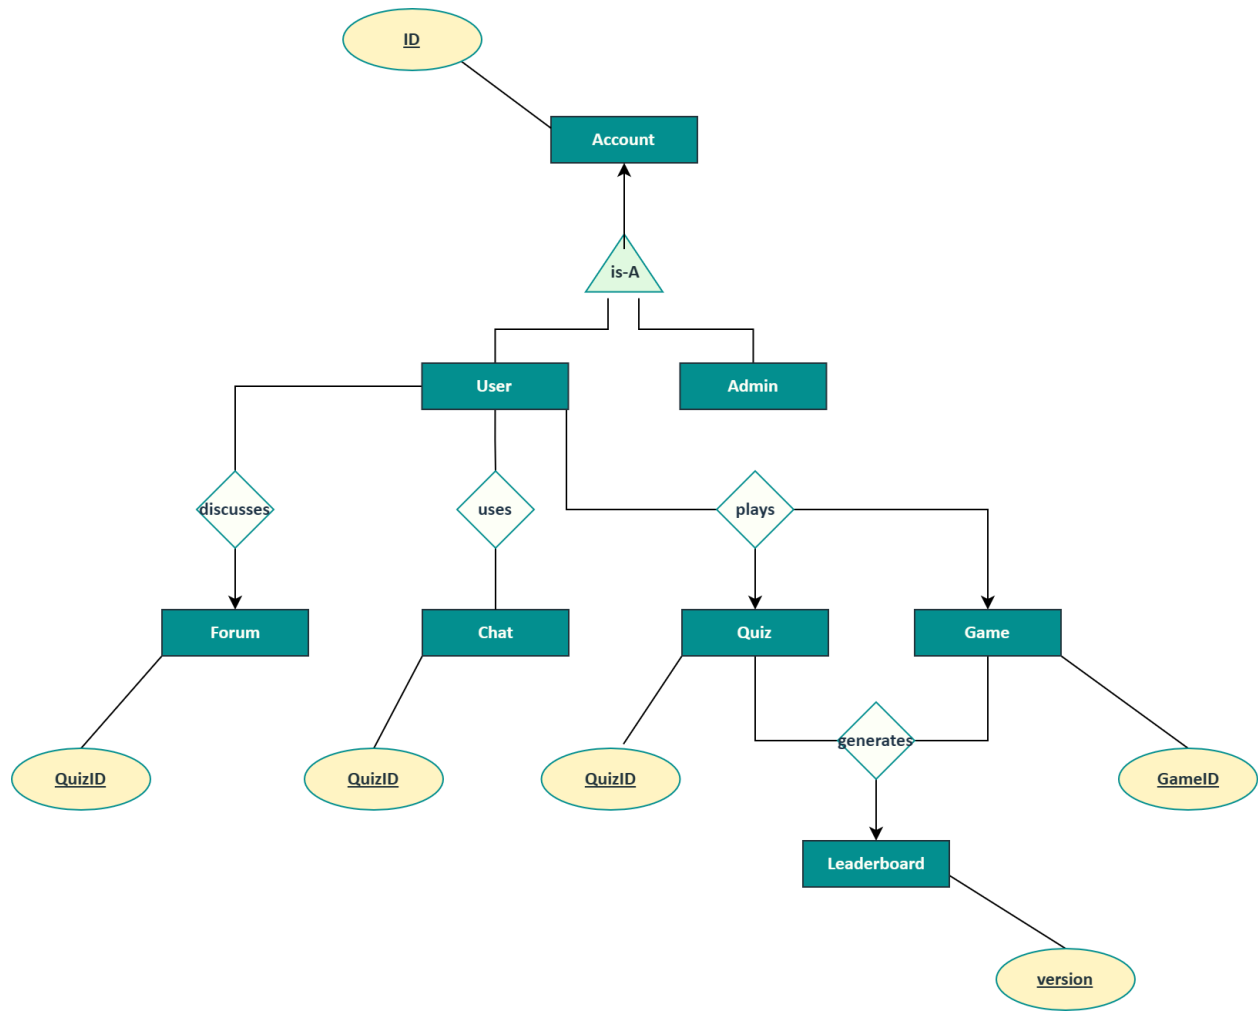 ID
Account
is-A
User
Admin
discusses
uses
plays
Forum
Chat
Quiz
Game
generates
QuizID
QuizID
QuizID
GameID
Leaderboard
version